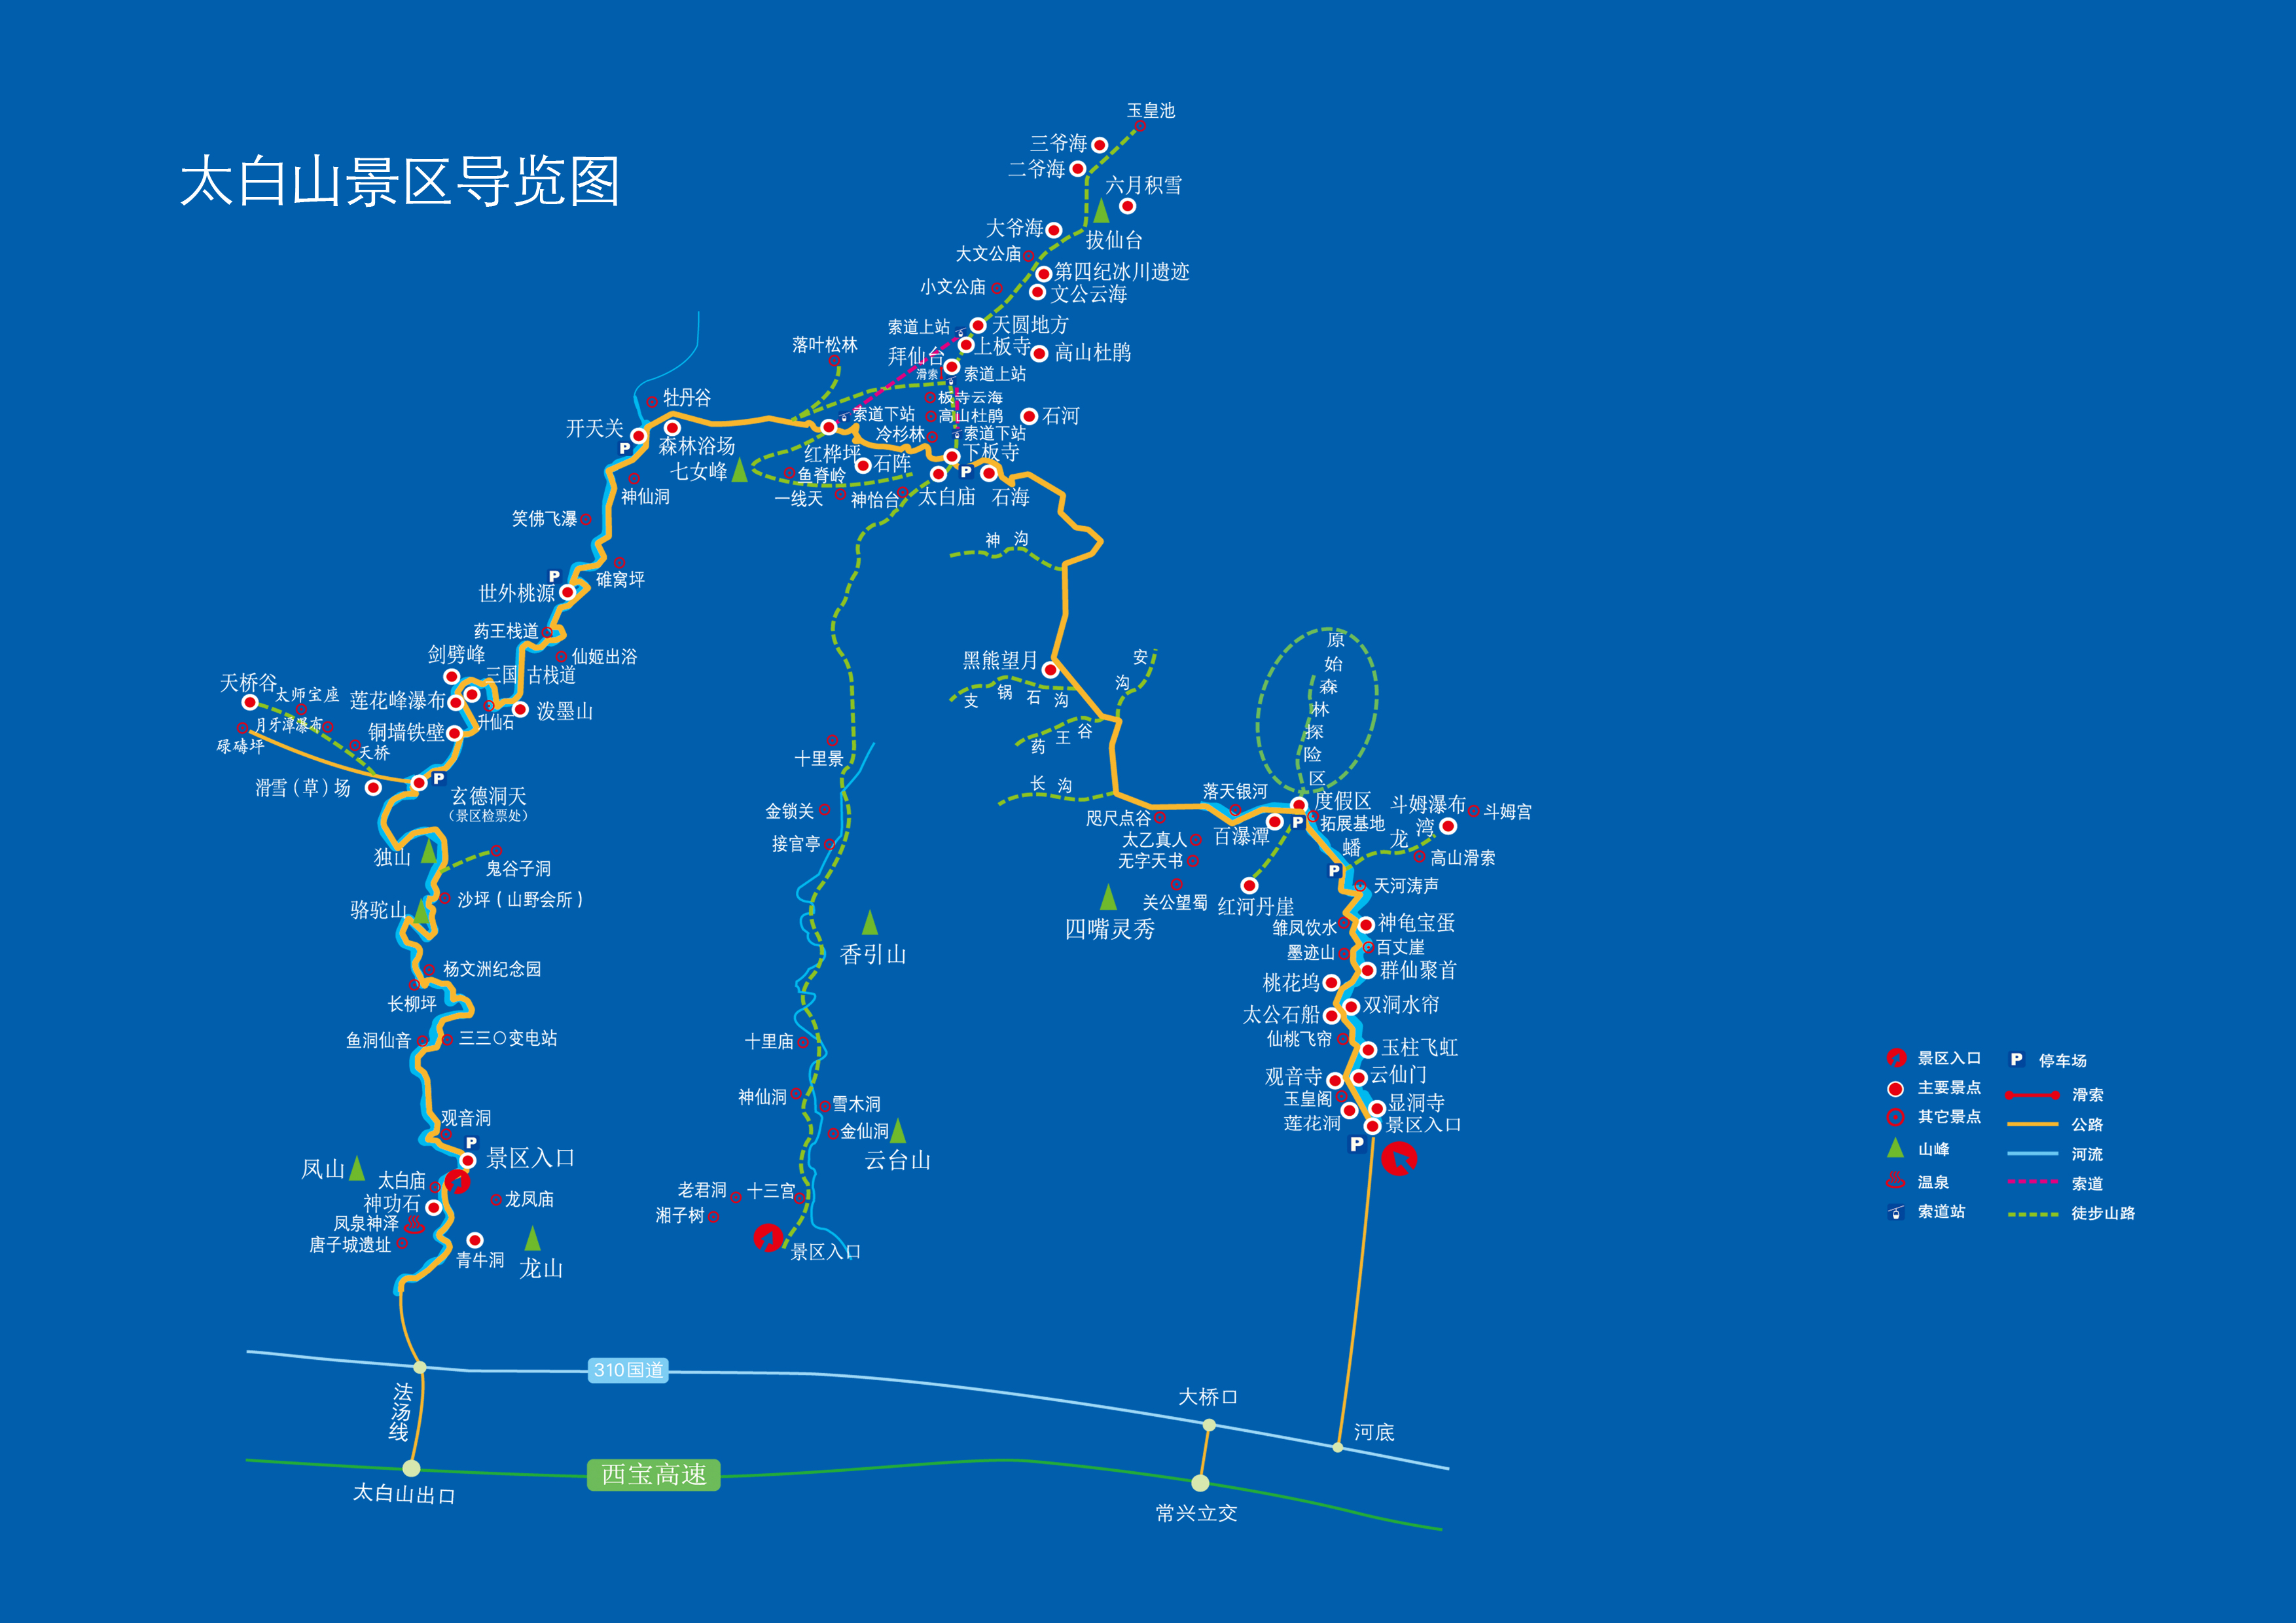 太白山景区导览图
玉皇池
三爷海
二爷海
六月积雪
大爷海
拔仙台
大文公庙
第四纪冰川遗迹
小文公庙
文公云海
索道上站
天圆地方
落叶松林
拜仙台
上板寺
高山杜鹃
滑索
索道上站
牡丹谷
板寺云海
索道下站
高山杜鹃
石河
开天关
冷杉林
索道下站
森林浴场
红桦坪
下板寺
七女峰
石阵
鱼脊岭
神仙洞
一线天
神怡台
太白庙
石海
笑佛飞瀑
神沟
碓窝坪
世外桃源
药王栈道
原始森林探险区
剑劈峰
仙姬出浴
黑熊望月
安沟
三国古栈道
天桥谷
太师宝座
莲花峰瀑布
支锅石沟
泼墨山
月牙潭瀑布
升仙石
铜墙铁壁
药王谷
碌碡坪
天桥
十里景
滑雪(草)场
玄德洞天
(景区检票处)
长沟
落天银河
度假区
斗姆瀑布
斗姆宫
金锁关
咫尺点谷
拓展基地
太乙真人
百瀑潭
蟠龙湾
接官亭
独山
无字天书
高山滑索
鬼谷子洞
天河涛声
沙坪(山野会所)
关公望蜀
红河丹崖
骆驼山
四嘴灵秀
雏凤饮水
神龟宝蛋
香引山
墨迹山
百丈崖
杨文洲纪念园
群仙聚首
桃花坞
长柳坪
双洞水帘
太公石船
鱼洞仙音
三三〇变电站
十里庙
仙桃飞帘
玉柱飞虹
观音寺
云仙门
神仙洞
雪木洞
玉皇阁
显洞寺
观音洞
莲花洞
景区入口
金仙洞
云台山
景区入口
凤山
太白庙
老君洞
十三宫
神功石
龙凤庙
湘子树
凤泉神泽
唐子城遗址
青牛洞
龙山
景区入口
景区入口
停车场
主要景点
滑索
其它景点
公路
山峰
河流
温泉
索道
索道站
徒步山路
P
P
P
P
P
P
P
P
310国道
法汤线
大桥口
河底
西宝高速
太白山出口
常兴立交
P